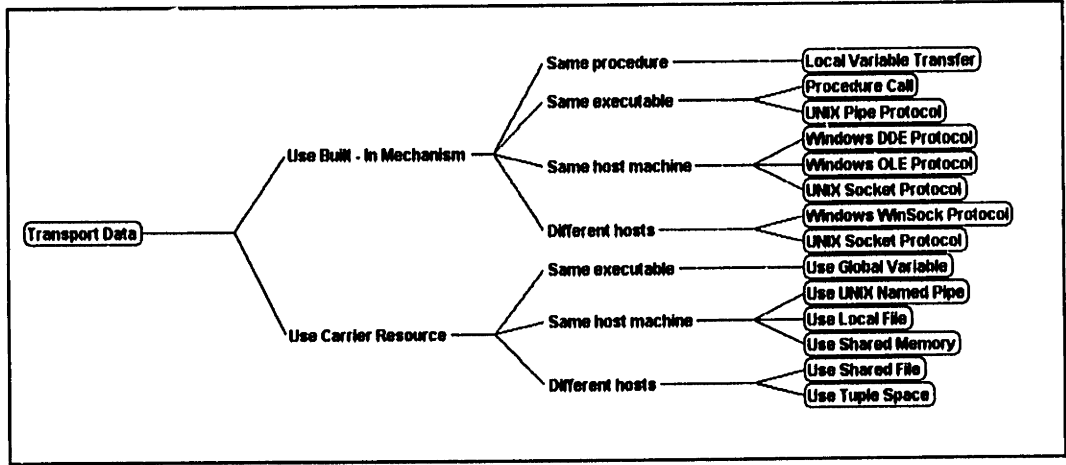 Transport Data
Use Built - In Mechanism
Same procedure
Local Variable Transfer
Same executable
Procedure Call
UNIX Pipe Protocol
Same host machine
Windows DDE Protocol
Windows OLE Protocol
UNIX Socket Protocol
Different hosts
Windows WinSock Protocol
UNIX Socket Protocol
Use Carrier Resource
Same executable
Use Global Variable
Same host machine
Use UNIX Named Pipe
Use Local File
Use Shared Memory
Different hosts
Use Shared File
Use Tuple Space